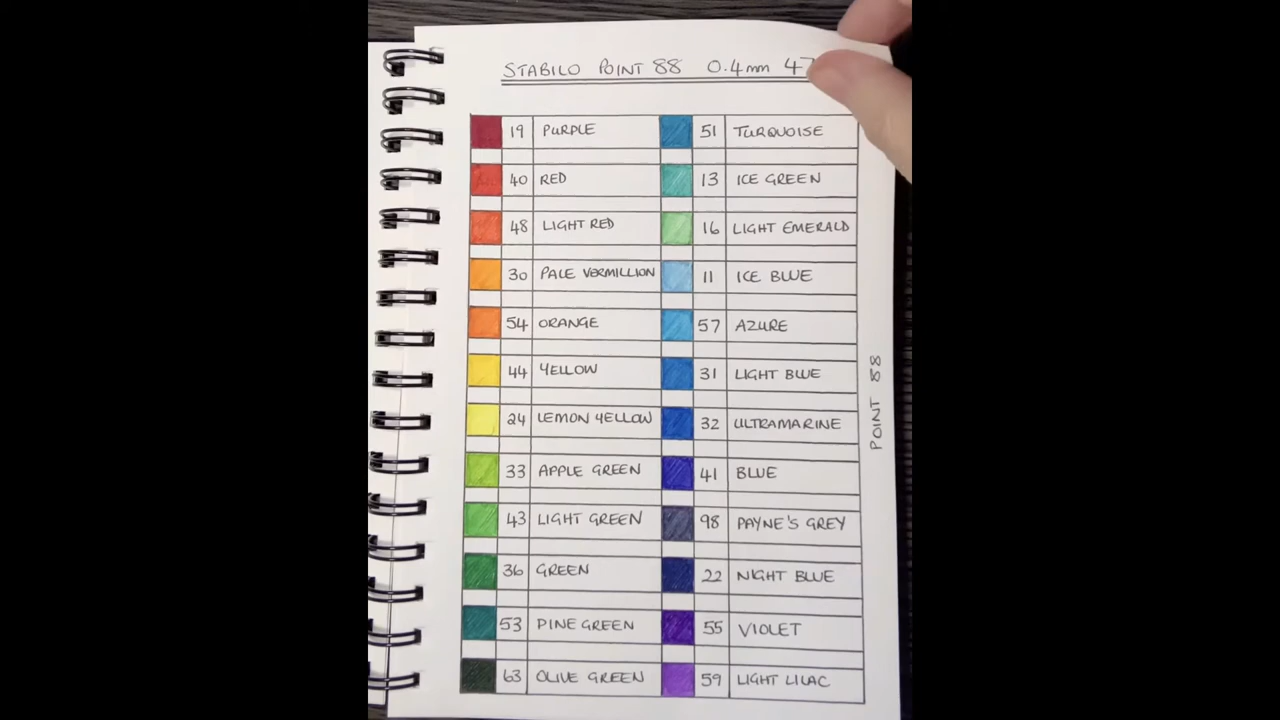 STABILO POINT 88 0.4mm 47
19 PURPLE
40 RED
48 LIGHT RED
30 PALE VERMILLION
54 ORANGE
44 YELLOW
24 LEMON YELLOW
33 APPLE GREEN
43 LIGHT GREEN
36 GREEN
53 PINE GREEN
63 OLIVE GREEN
51 TURQUOISE
13 ICE GREEN
16 LIGHT EMERALD
11 ICE BLUE
57 AZURE
31 LIGHT BLUE
32 ULTRAMARINE
41 BLUE
98 PAYNE'S GREY
22 NIGHT BLUE
55 VIOLET
59 LIGHT LILAC
POINT 88